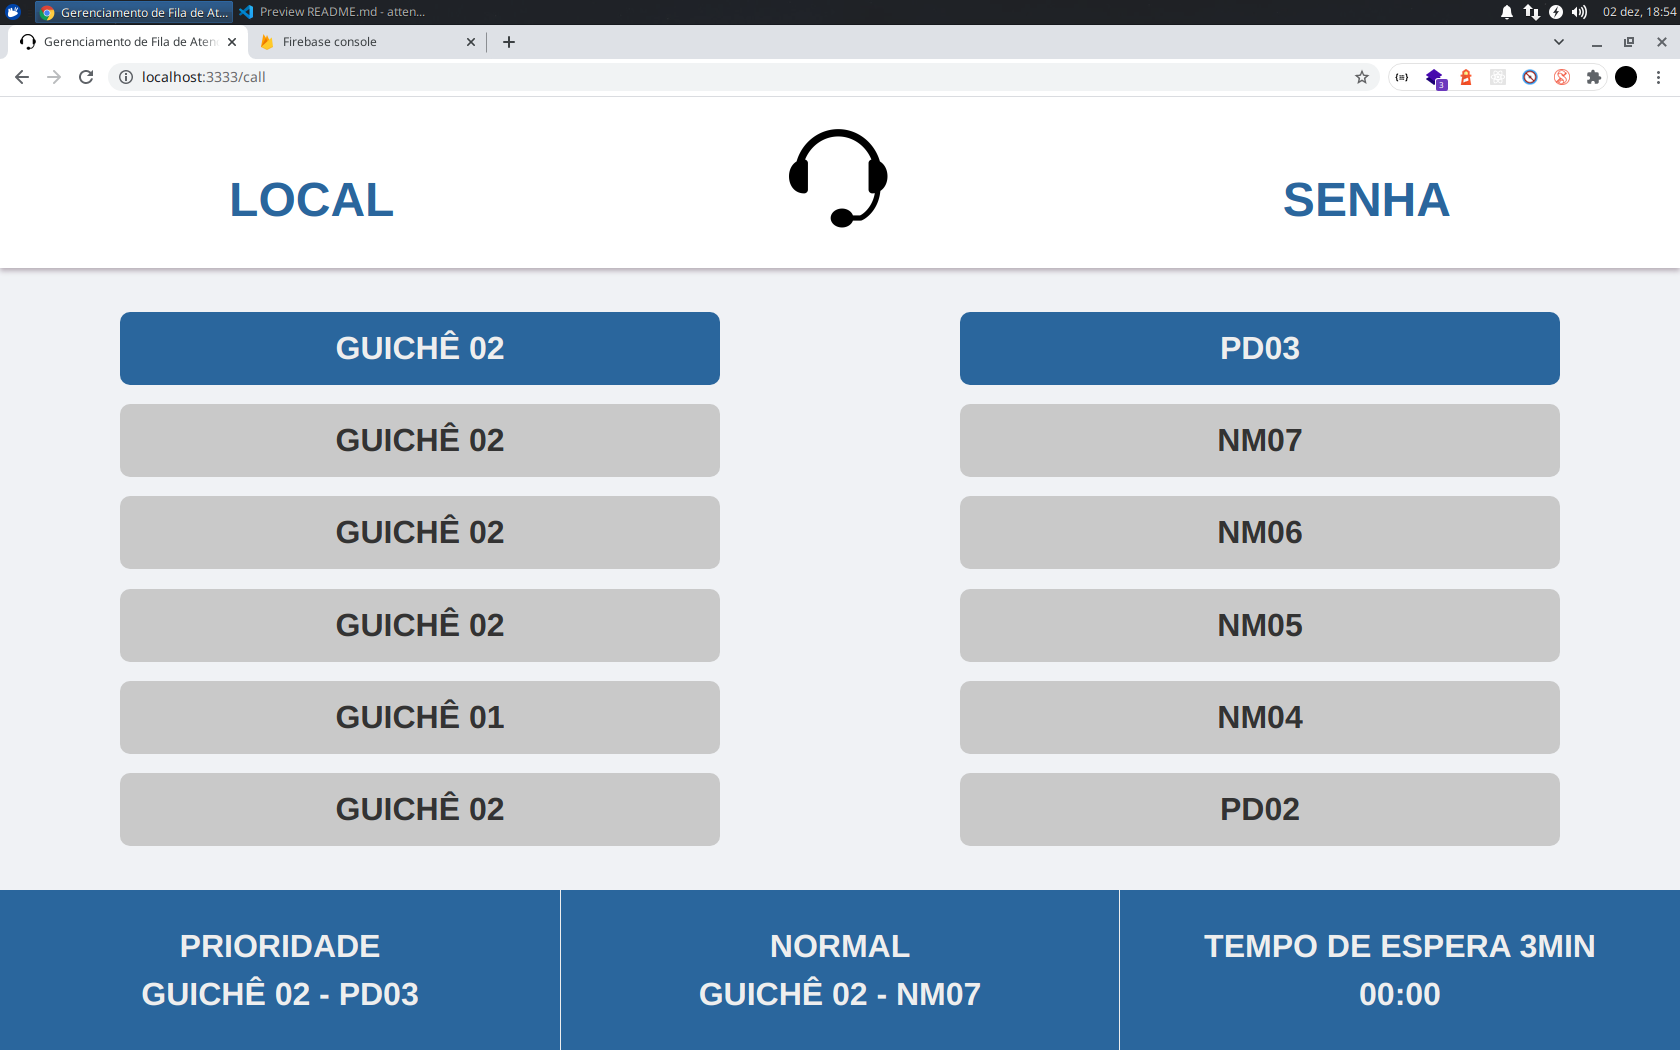 Gerenciamento de Fila de At...
Preview README.md - atten...
02 dez, 18:54
Gerenciamento de Fila de Aten
Firebase console
localhost:3333/call
{≡}
3
LOCAL
SENHA
GUICHÊ 02
PD03
GUICHÊ 02
NM07
GUICHÊ 02
NM06
GUICHÊ 02
NM05
GUICHÊ 01
NM04
GUICHÊ 02
PD02
PRIORIDADE
GUICHÊ 02 - PD03
NORMAL
GUICHÊ 02 - NM07
TEMPO DE ESPERA 3MIN
00:00